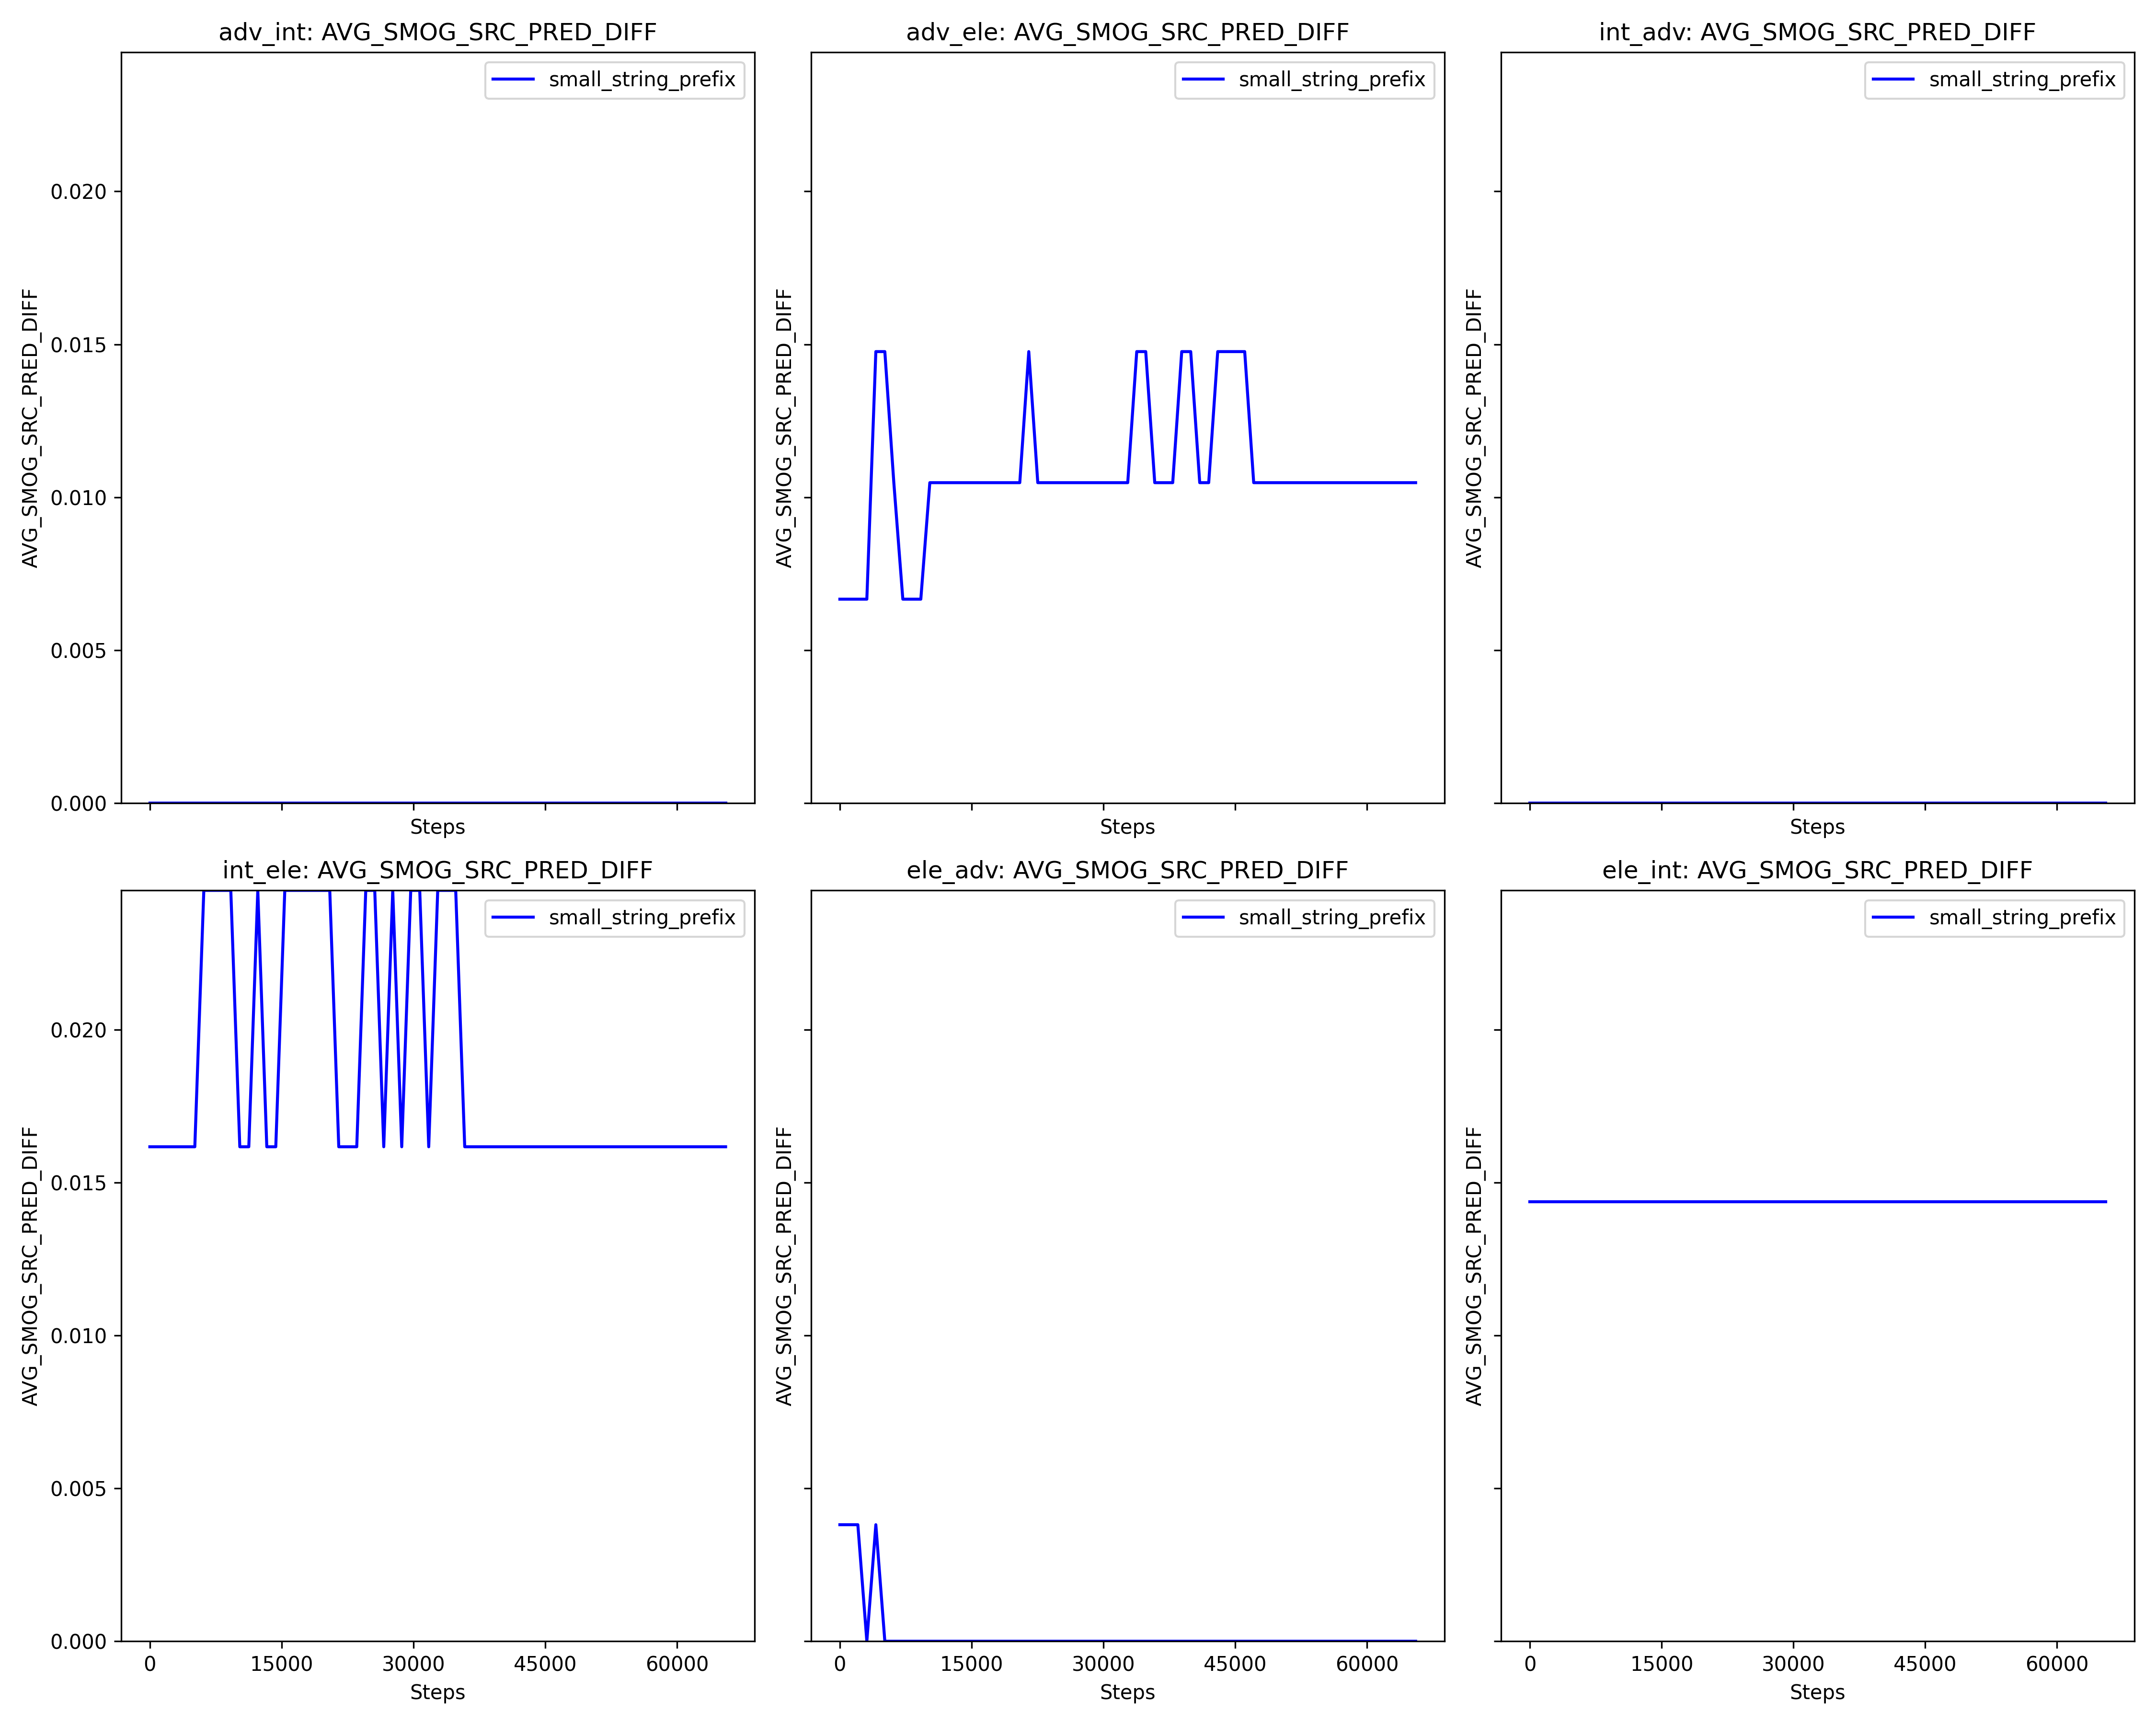 adv_int: AVG_SMOG_SRC_PRED_DIFF
adv_ele: AVG_SMOG_SRC_PRED_DIFF
int_adv: AVG_SMOG_SRC_PRED_DIFF
small_string_prefix
small_string_prefix
small_string_prefix
AVG_SMOG_SRC_PRED_DIFF
0.020
0.015
0.010
0.005
0.000
AVG_SMOG_SRC_PRED_DIFF
AVG_SMOG_SRC_PRED_DIFF
Steps
Steps
Steps
int_ele: AVG_SMOG_SRC_PRED_DIFF
ele_adv: AVG_SMOG_SRC_PRED_DIFF
ele_int: AVG_SMOG_SRC_PRED_DIFF
small_string_prefix
small_string_prefix
small_string_prefix
AVG_SMOG_SRC_PRED_DIFF
0.020
0.015
0.010
0.005
0.000
AVG_SMOG_SRC_PRED_DIFF
AVG_SMOG_SRC_PRED_DIFF
0 15000 30000 45000 60000
0 15000 30000 45000 60000
0 15000 30000 45000 60000
Steps
Steps
Steps